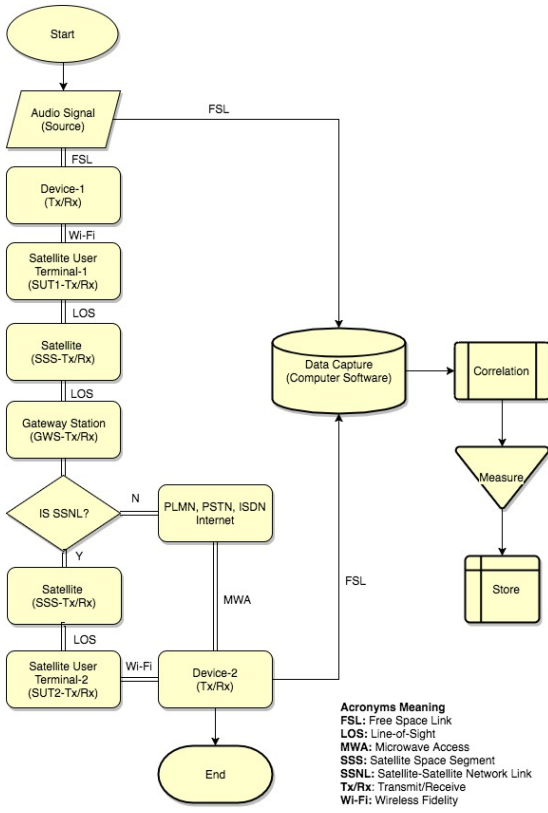 Start
Audio Signal
(Source)
FSL
FSL
Device-1
(Tx/Rx)
Wi-Fi
Satellite User
Terminal-1
(SUT1-Tx/Rx)
LOS
Satellite
(SSS-Tx/Rx)
LOS
Gateway Station
(GWS-Tx/Rx)
IS SSNL?
N
PLMN, PSTN, ISDN
Internet
Y
MWA
Satellite
(SSS-Tx/Rx)
LOS
Satellite User
Terminal-2
(SUT2-Tx/Rx)
Wi-Fi
Device-2
(Tx/Rx)
End
FSL
Data Capture
(Computer Software)
Correlation
Measure
Store
Acronyms Meaning
FSL: Free Space Link
LOS: Line-of-Sight
MWA: Microwave Access
SSS: Satellite Space Segment
SSNL: Satellite-Satellite Network Link
Tx/Rx: Transmit/Receive
Wi-Fi: Wireless Fidelity